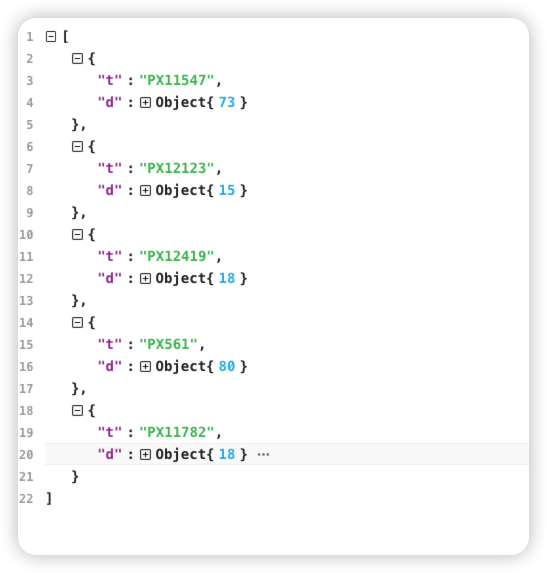 1 [
2 {
3 "t" : "PX11547",
4 "d" : Object{ 73 }
5 },
6 {
7 "t" : "PX12123",
8 "d" : Object{ 15 }
9 },
10 {
11 "t" : "PX12419",
12 "d" : Object{ 18 }
13 },
14 {
15 "t" : "PX561",
16 "d" : Object{ 80 }
17 },
18 {
19 "t" : "PX11782",
20 "d" : Object{ 18 } ···
21 }
22 ]